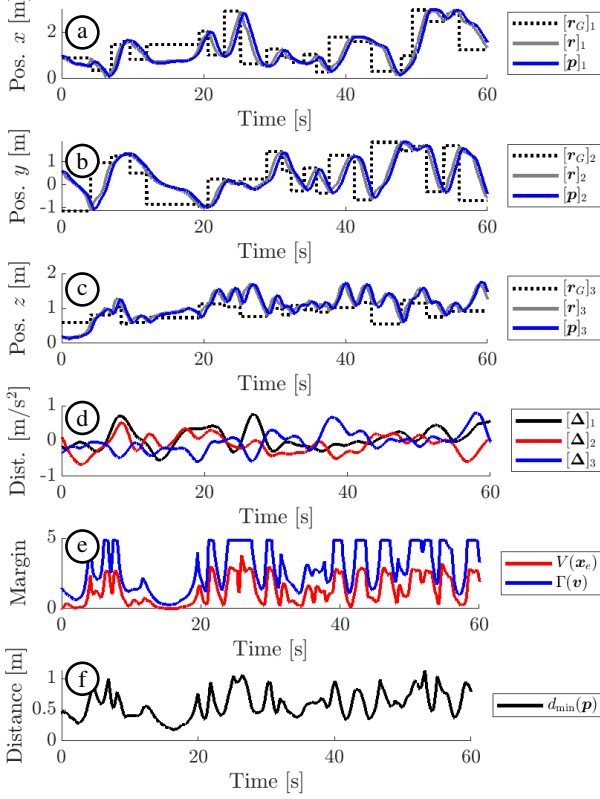 Pos. x [m]
2
0
a
0 20 40 60
Time [s]
[r_G]_1
[r]_1
[p]_1
Pos. y [m]
1
0
-1
b
0 20 40 60
Time [s]
[r_G]_2
[r]_2
[p]_2
Pos. z [m]
2
1
0
c
0 20 40 60
Time [s]
[r_G]_3
[r]_3
[p]_3
Dist. [m/s²]
1
0
-1
d
0 20 40 60
Time [s]
[Δ]_1
[Δ]_2
[Δ]_3
Margin
5
0
e
0 20 40 60
Time [s]
V(x_e)
Γ(v)
Distance [m]
1
0.5
0
f
0 20 40 60
Time [s]
d_min(p)